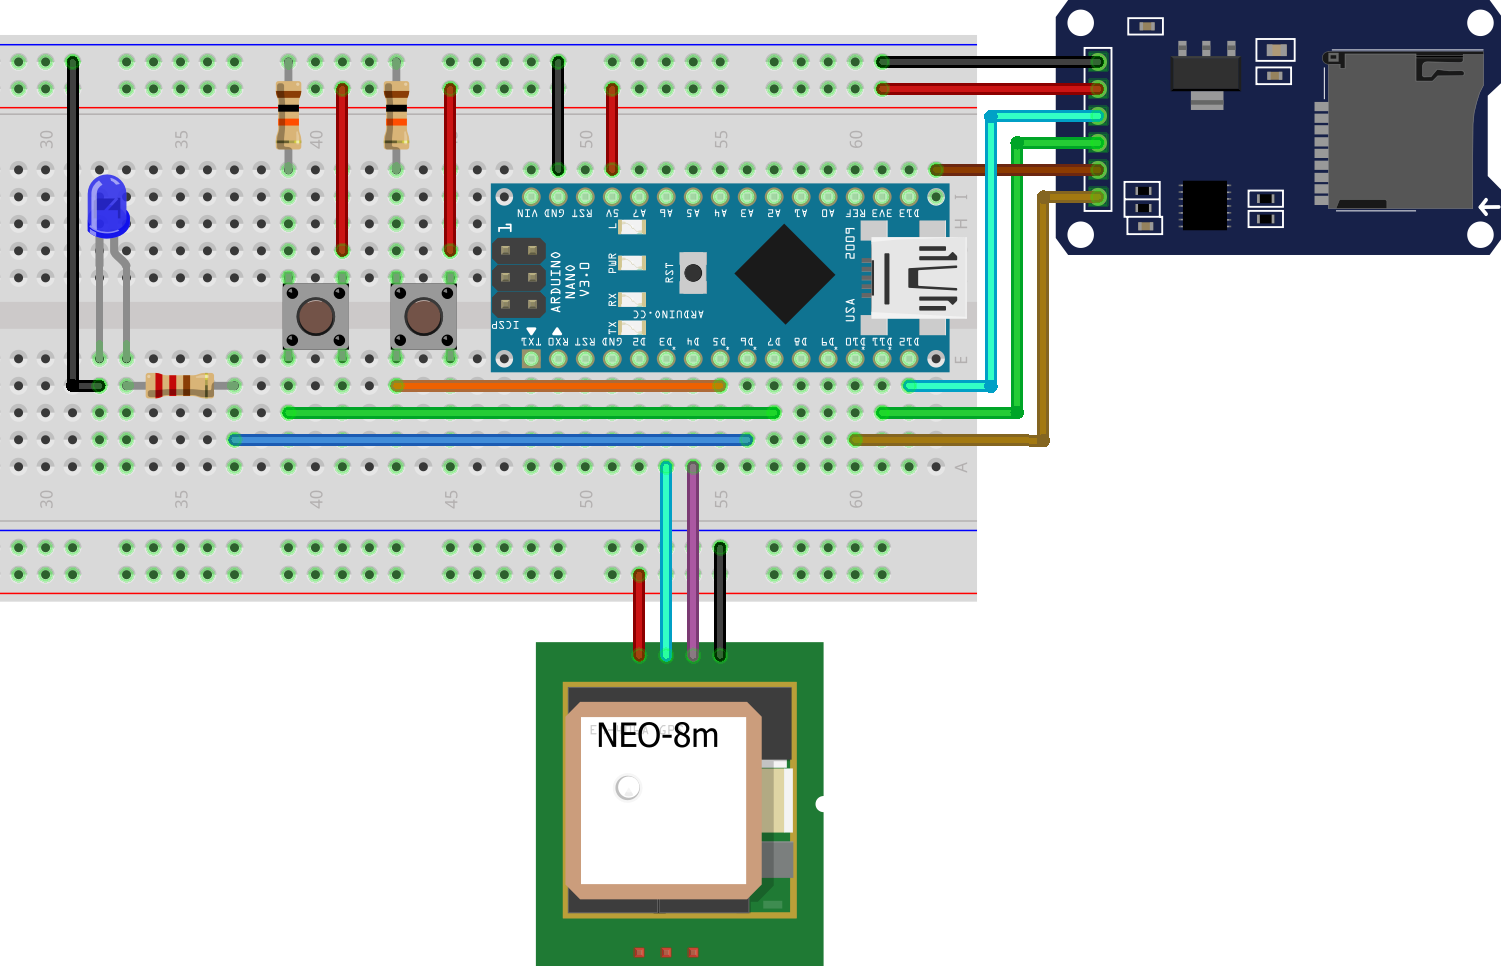 30 35 40 50 55 60
I
H
VIN GND RST 5V A7 A6 A5 A4 A3 A2 A1 A0 REF 3V3 D13
L
PWR
RX
TX
RST
ARDUINO
NANO
V3.0
ICSP
ARDUINO.CC
2009
USA
1
TX1 RX0 RST GND D2 D3 D4 D5 D6 D7 D8 D9 D10 D11 D12
E
A
30 35 40 45 50 55 60
NEO-8m